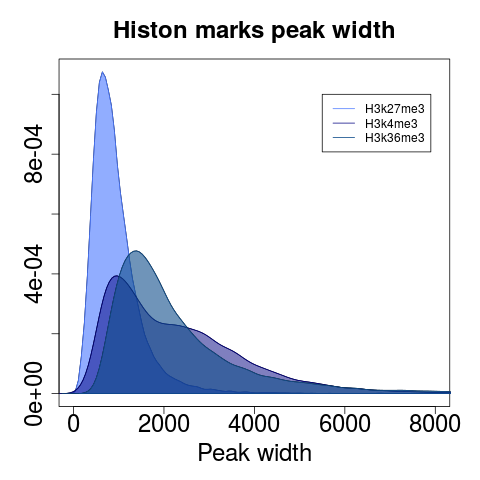 Histon marks peak width
H3k27me3
H3k4me3
H3k36me3
0e+00
4e-04
8e-04
0
2000
4000
6000
8000
Peak width